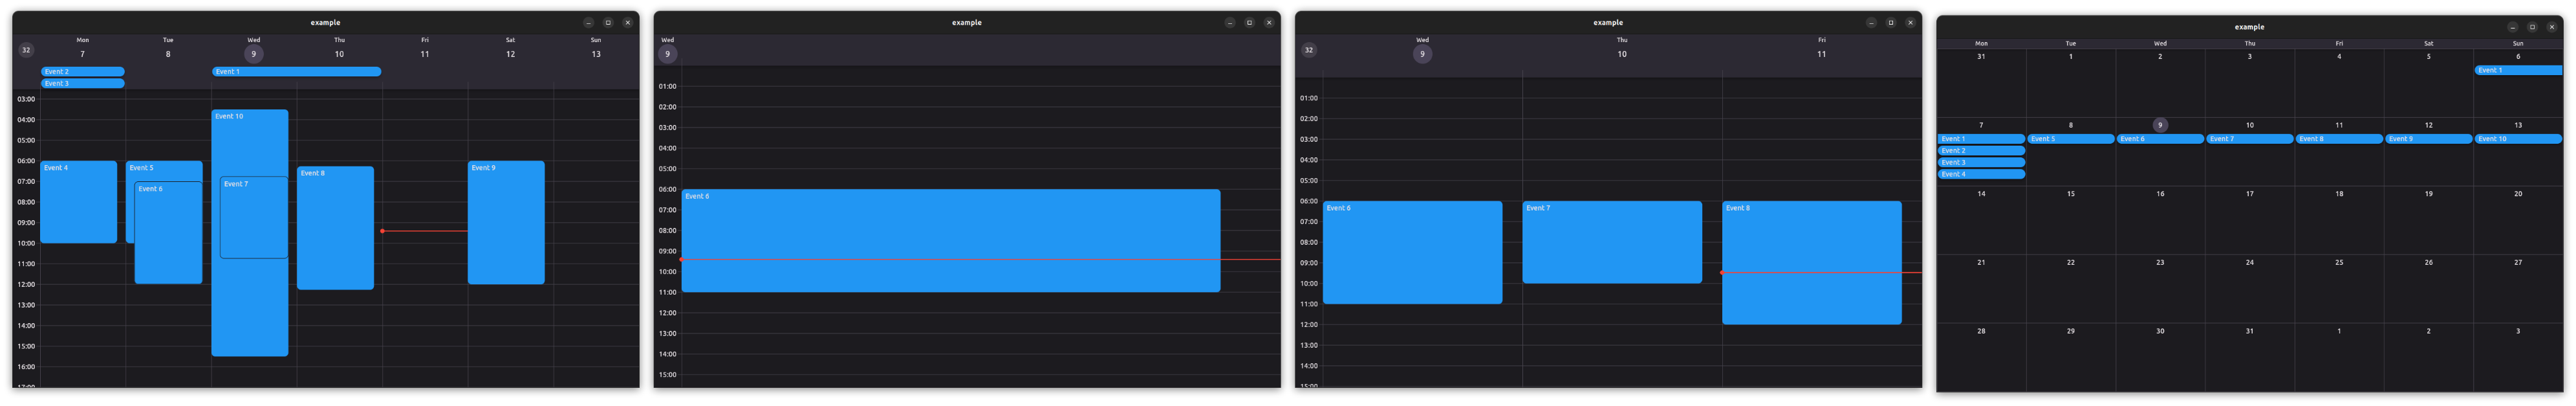 example
Mon Tue Wed Thu Fri Sat Sun
32 7 8 9 10 11 12 13
Event 2 Event 1
Event 3
03:00
04:00 Event 10
05:00
06:00 Event 4 Event 5 Event 8 Event 9
07:00 Event 6 Event 7
08:00
09:00
10:00
11:00
12:00
13:00
14:00
15:00
16:00
17:00
example
Wed
9
01:00
02:00
03:00
04:00
05:00
06:00 Event 6
07:00
08:00
09:00
10:00
11:00
12:00
13:00
14:00
15:00
example
Wed Thu Fri
32 9 10 11
01:00
02:00
03:00
04:00
05:00
06:00 Event 6 Event 7 Event 8
07:00
08:00
09:00
10:00
11:00
12:00
13:00
14:00
15:00
example
Mon Tue Wed Thu Fri Sat Sun
31 1 2 3 4 5 6
Event 1
7 8 9 10 11 12 13
Event 1 Event 5 Event 6 Event 7 Event 8 Event 9 Event 10
Event 2
Event 3
Event 4
14 15 16 17 18 19 20
21 22 23 24 25 26 27
28 29 30 31 1 2 3